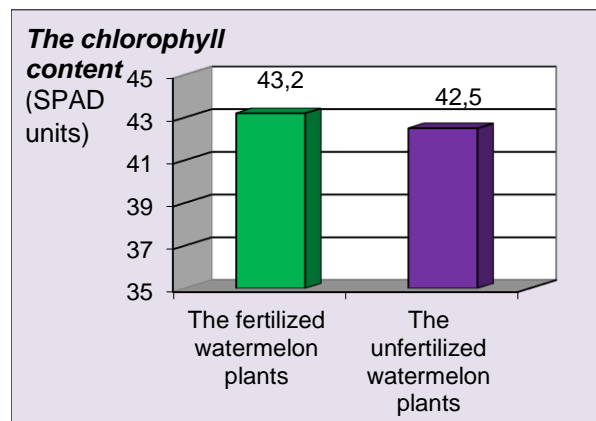 The chlorophyll
content
(SPAD
units)
45
43
41
39
37
35
43,2
42,5
The fertilized
watermelon
plants
The
unfertilized
watermelon
plants